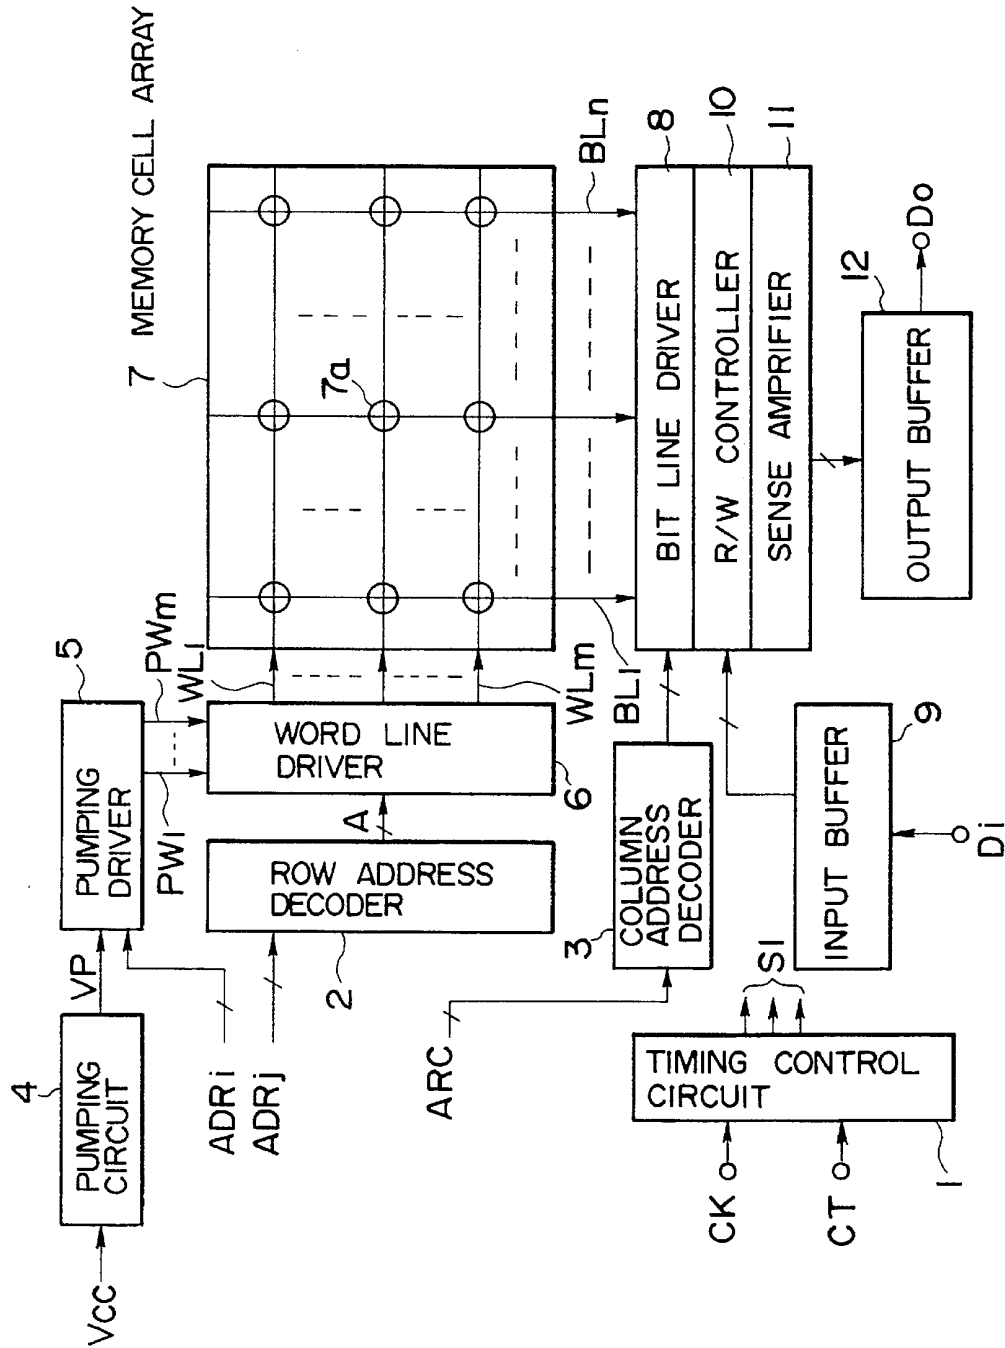 7 MEMORY CELL ARRAY
7a
4
PUMPING
CIRCUIT
VCC
VP
5
PUMPING
DRIVER
PW1
PWm
WL1
WLm
WORD LINE
DRIVER
6
A
ROW ADDRESS
DECODER
2
ADRi
ADRj
ARC
3
COLUMN
ADDRESS
DECODER
BL1
BLn
BIT LINE DRIVER
8
R/W CONTROLLER
10
SENSE AMPRIFIER
11
12
OUTPUT BUFFER
Do
INPUT BUFFER
9
Di
S1
TIMING CONTROL
CIRCUIT
1
CK
CT